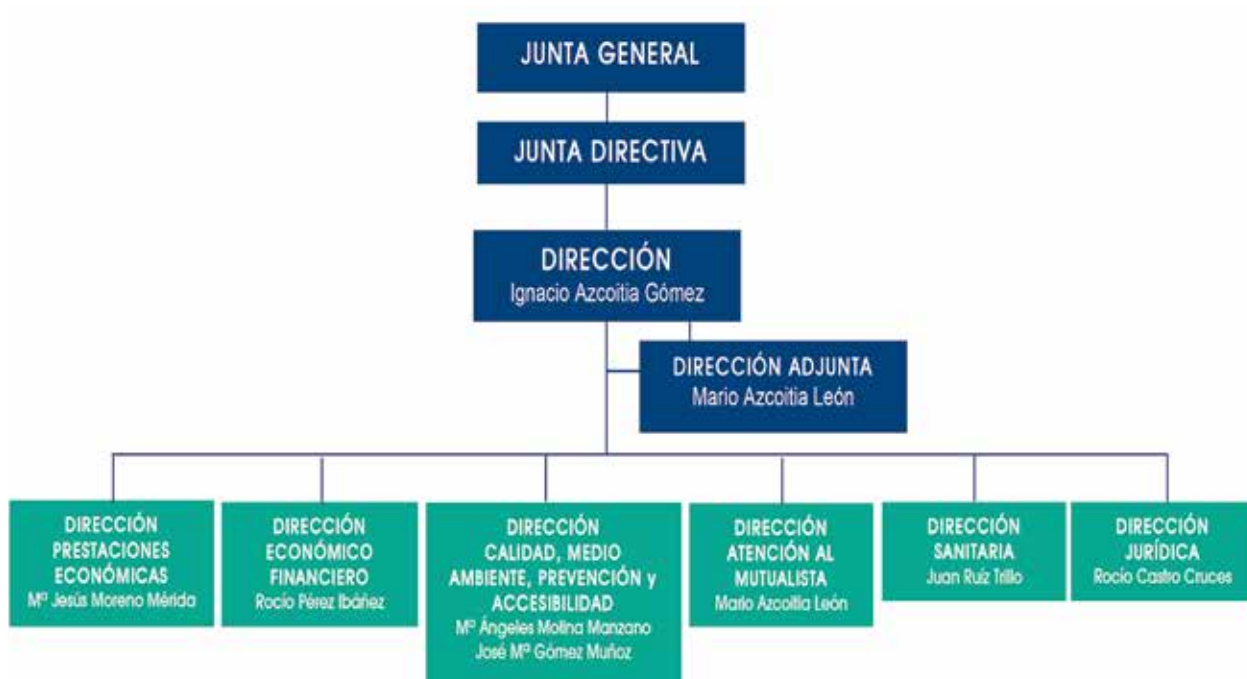 JUNTA GENERAL
JUNTA DIRECTIVA
DIRECCIÓN
Ignacio Azcoitia Gómez
DIRECCIÓN ADJUNTA
Mario Azcoitia León
DIRECCIÓN
PRESTACIONES
ECONÓMICAS
Mª Jesús Moreno Mérida
DIRECCIÓN
ECONÓMICO
FINANCIERO
Rocío Pérez Ibáñez
DIRECCIÓN
CALIDAD, MEDIO
AMBIENTE, PREVENCIÓN y
ACCESIBILIDAD
Mª Ángeles Molina Manzano
José Mª Gómez Muñoz
DIRECCIÓN
ATENCIÓN AL
MUTUALISTA
Mario Azcoitia León
DIRECCIÓN
SANITARIA
Juan Ruiz Trillo
DIRECCIÓN
JURÍDICA
Rocío Castro Cruces